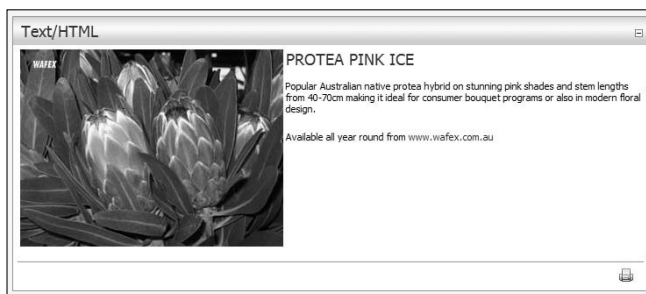 Text/HTML
WAFEX
PROTEA PINK ICE
Popular Australian native protea hybrid on stunning pink shades and stem lengths
from 40-70cm making it ideal for consumer bouquet programs or also in modern floral
design.
Available all year round from www.wafex.com.au